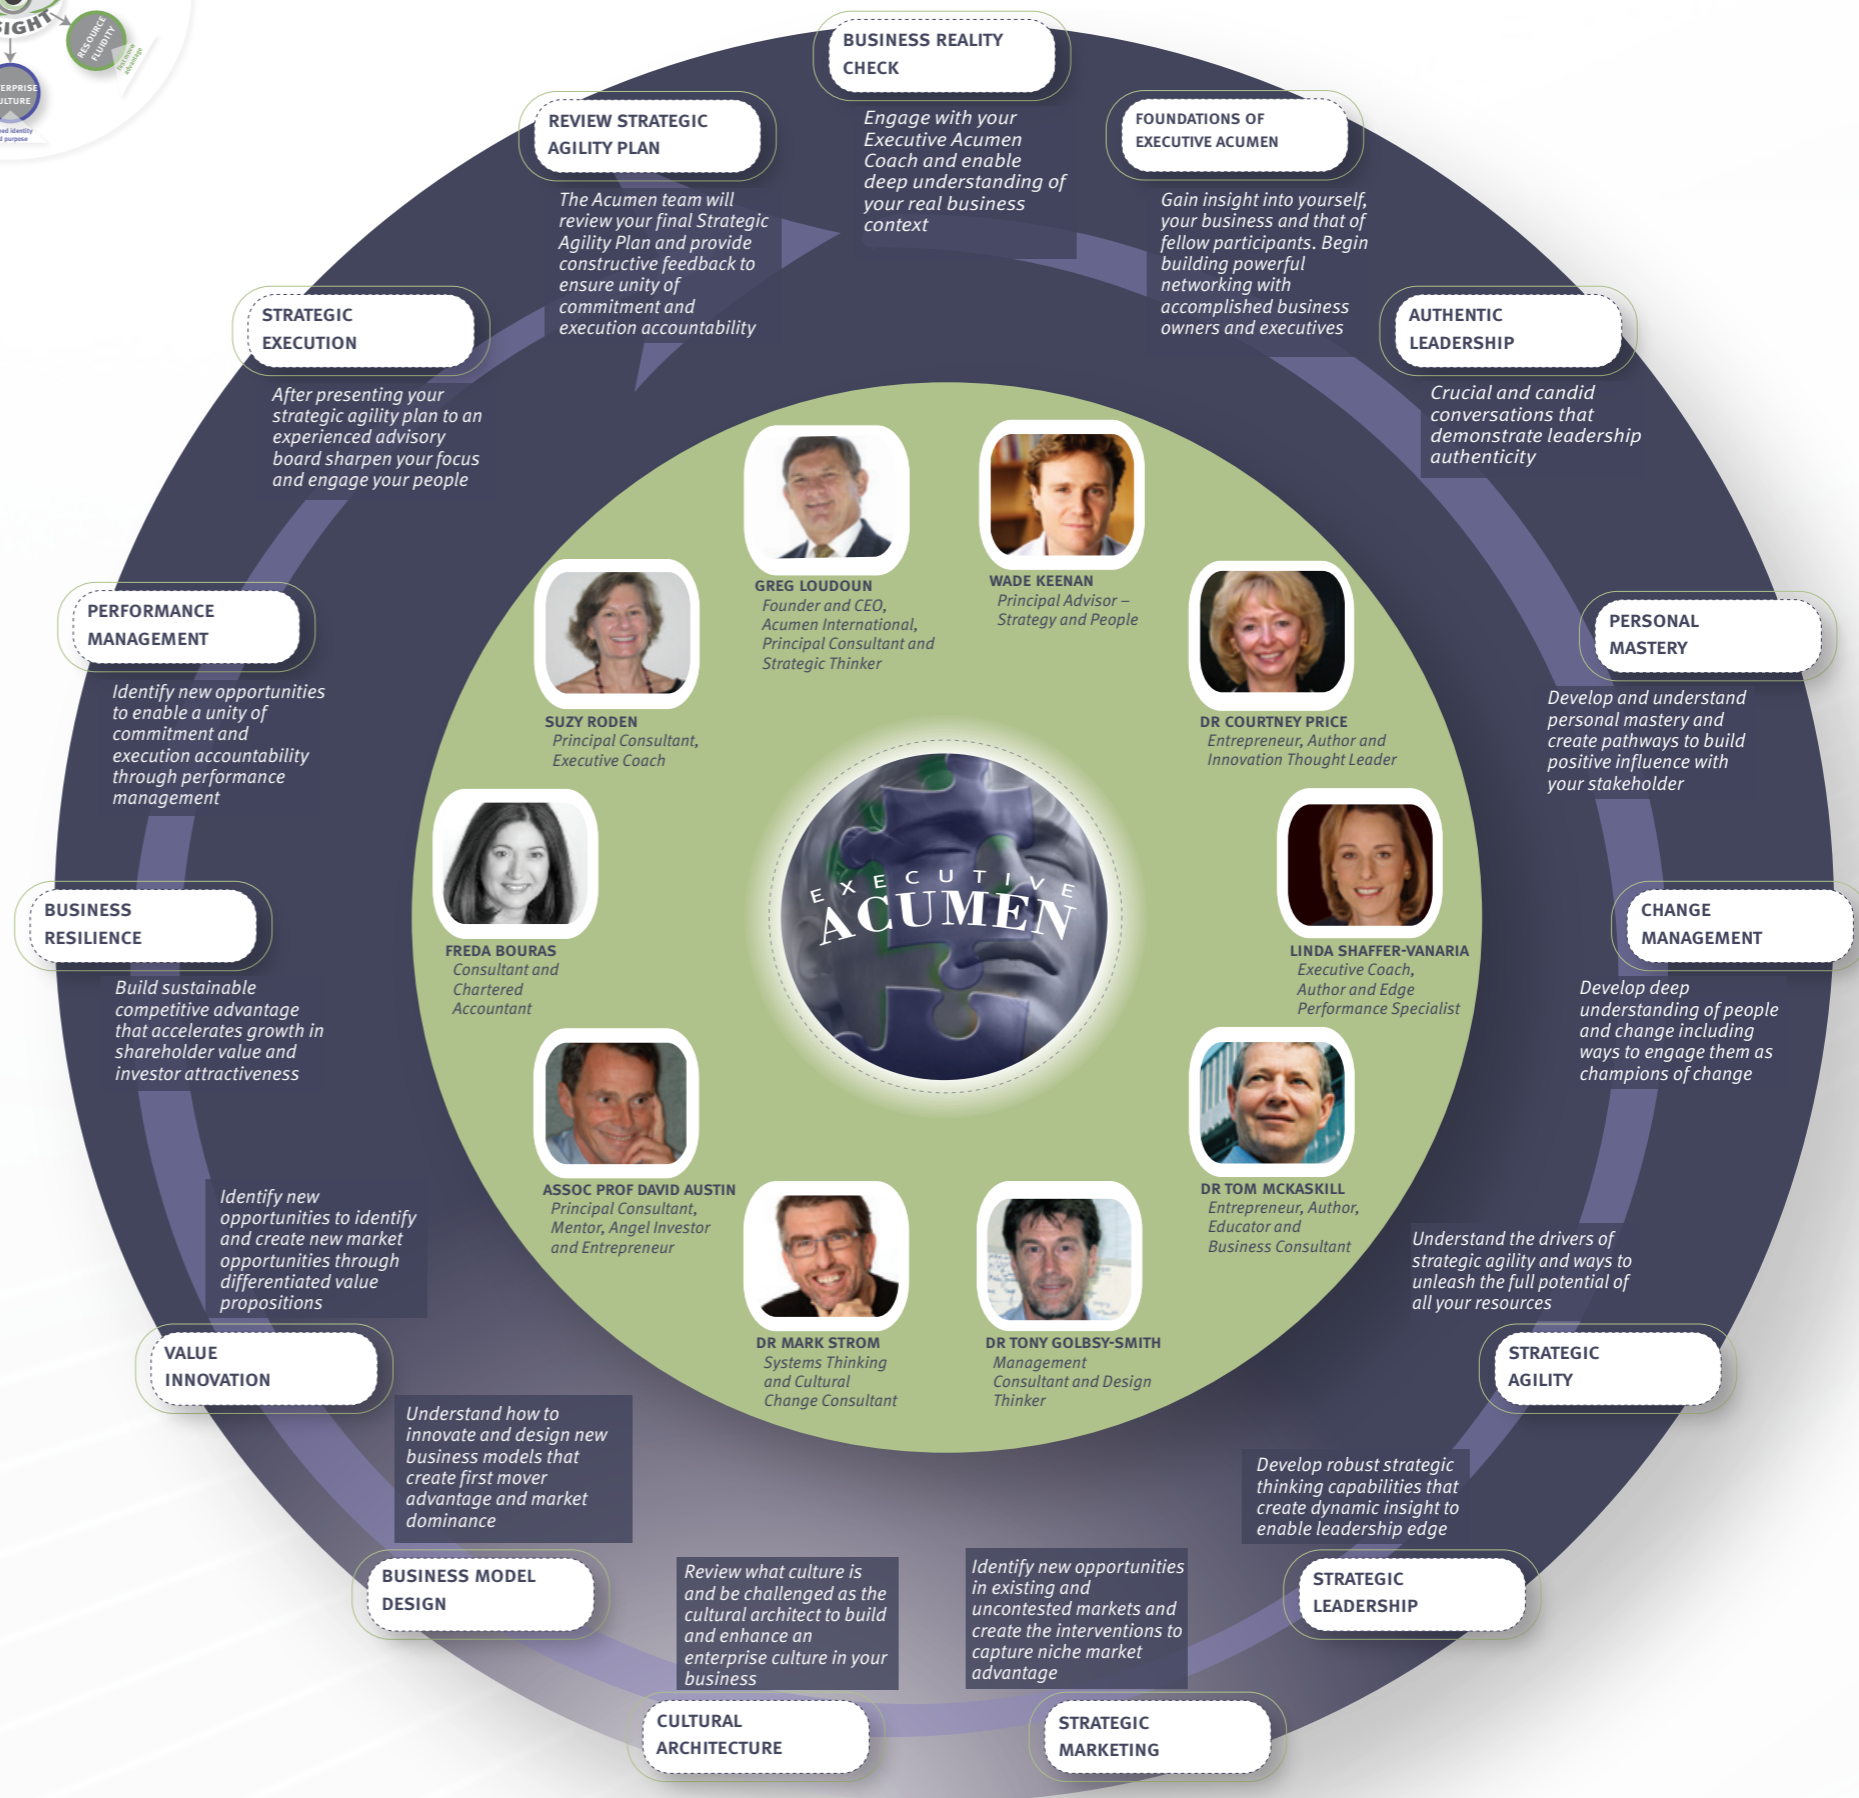 SIGHT
RESOURCE
FLUIDITY
advantage
ERPRISE
ULTURE
ed identity
d purpose
BUSINESS REALITY
CHECK
Engage with your
Executive Acumen
Coach and enable
deep understanding of
your real business
context
FOUNDATIONS OF
EXECUTIVE ACUMEN
Gain insight into yourself,
your business and that of
fellow participants. Begin
building powerful
networking with
accomplished business
owners and executives
AUTHENTIC
LEADERSHIP
Crucial and candid
conversations that
demonstrate leadership
authenticity
PERSONAL
MASTERY
Develop and understand
personal mastery and
create pathways to build
positive influence with
your stakeholder
CHANGE
MANAGEMENT
Develop deep
understanding of people
and change including
ways to engage them as
champions of change
Understand the drivers of
strategic agility and ways to
unleash the full potential of
all your resources
STRATEGIC
AGILITY
Develop robust strategic
thinking capabilities that
create dynamic insight to
enable leadership edge
STRATEGIC
LEADERSHIP
Identify new opportunities
in existing and
uncontested markets and
create the interventions to
capture niche market
advantage
STRATEGIC
MARKETING
Review what culture is
and be challenged as the
cultural architect to build
and enhance an
enterprise culture in your
business
CULTURAL
ARCHITECTURE
Understand how to
innovate and design new
business models that
create first mover
advantage and market
dominance
BUSINESS MODEL
DESIGN
Identify new
opportunities to identify
and create new market
opportunities through
differentiated value
propositions
VALUE
INNOVATION
BUSINESS
RESILIENCE
Build sustainable
competitive advantage
that accelerates growth in
shareholder value and
investor attractiveness
PERFORMANCE
MANAGEMENT
Identify new opportunities
to enable a unity of
commitment and
execution accountability
through performance
management
STRATEGIC
EXECUTION
After presenting your
strategic agility plan to an
experienced advisory
board sharpen your focus
and engage your people
REVIEW STRATEGIC
AGILITY PLAN
The Acumen team will
review your final Strategic
Agility Plan and provide
constructive feedback to
ensure unity of
commitment and
execution accountability
GREG LOUDOUN
Founder and CEO,
Acumen International,
Principal Consultant and
Strategic Thinker
WADE KEENAN
Principal Advisor –
Strategy and People
DR COURTNEY PRICE
Entrepreneur, Author and
Innovation Thought Leader
LINDA SHAFFER-VANARIA
Executive Coach,
Author and Edge
Performance Specialist
DR TOM MCKASKILL
Entrepreneur, Author,
Educator and
Business Consultant
DR TONY GOLBSY-SMITH
Management
Consultant and Design
Thinker
DR MARK STROM
Systems Thinking
and Cultural
Change Consultant
ASSOC PROF DAVID AUSTIN
Principal Consultant,
Mentor, Angel Investor
and Entrepreneur
FREDA BOURAS
Consultant and
Chartered
Accountant
SUZY RODEN
Principal Consultant,
Executive Coach
EXECUTIVE
ACUMEN